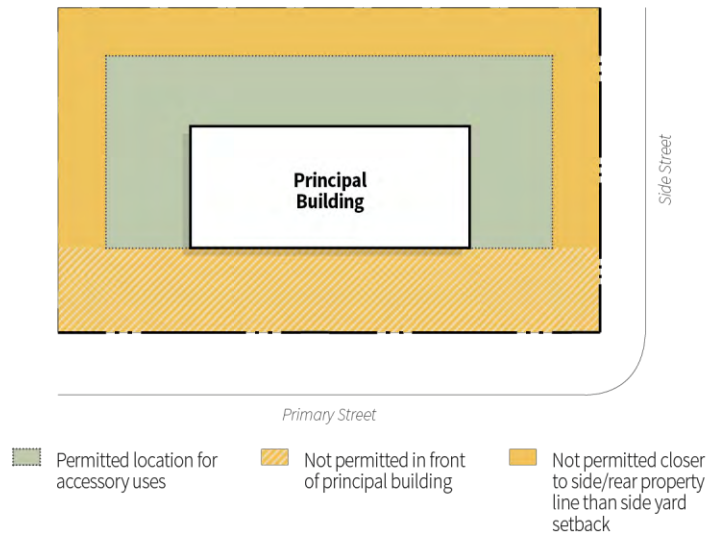 Principal
Building
Side Street
Primary Street
Permitted location for
accessory uses
Not permitted in front
of principal building
Not permitted closer
to side/rear property
line than side yard
setback